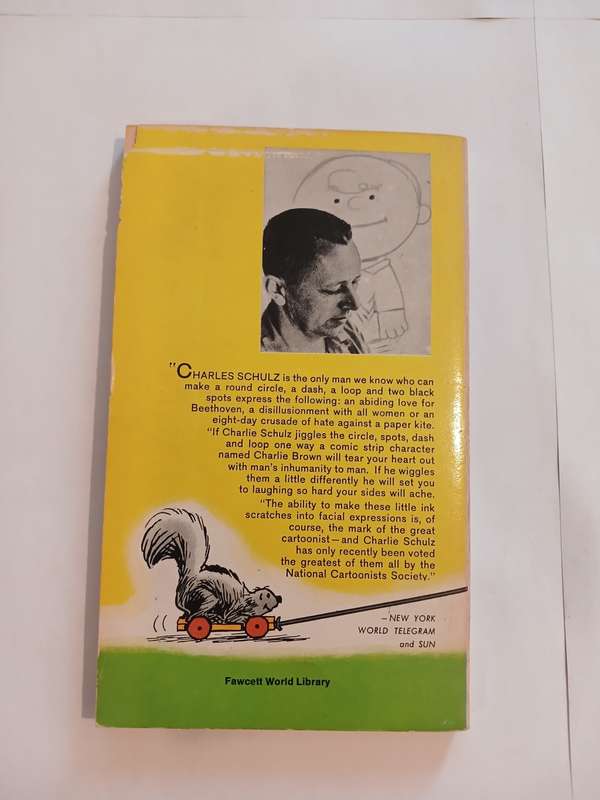 "CHARLES SCHULZ is the only man we know who can
make a round circle, a dash, a loop and two black
spots express the following: an abiding love for
Beethoven, a disillusionment with all women or an
eight-day crusade of hate against a paper kite.
"If Charlie Schulz jiggles the circle, spots, dash
and loop one way a comic strip character
named Charlie Brown will tear your heart out
with man's inhumanity to man. If he wiggles
them a little differently he will set you
to laughing so hard your sides will ache.
"The ability to make these little ink
scratches into facial expressions is, of
course, the mark of the great
cartoonist—and Charlie Schulz
has only recently been voted
the greatest of them all by the
National Cartoonists Society."
—NEW YORK
WORLD TELEGRAM
and SUN
Fawcett World Library